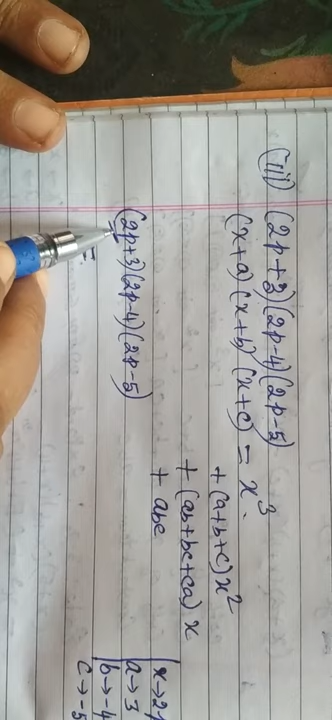 (iii) (2p+3)(2p-4)(2p-5)
(x+a)(x+b)(x+c) = x³
+ (a+b+c)x²
+ (ab+bc+ca)x
+ abc
(2p+3)(2p-4)(2p-5)
x→2p
a→3
b→-4
c→-5